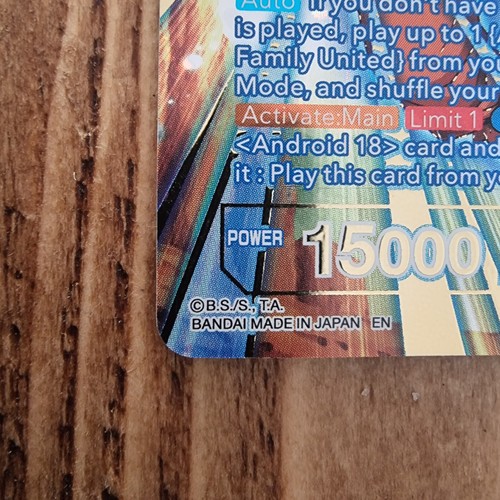 Auto If you don't have
is played, play up to 1 {
Family United} from you
Mode, and shuffle your
Activate:Main Limit 1
<Android 18> card and
it : Play this card from y
POWER 15000
©B.S./S., T.A.
BANDAI MADE IN JAPAN EN